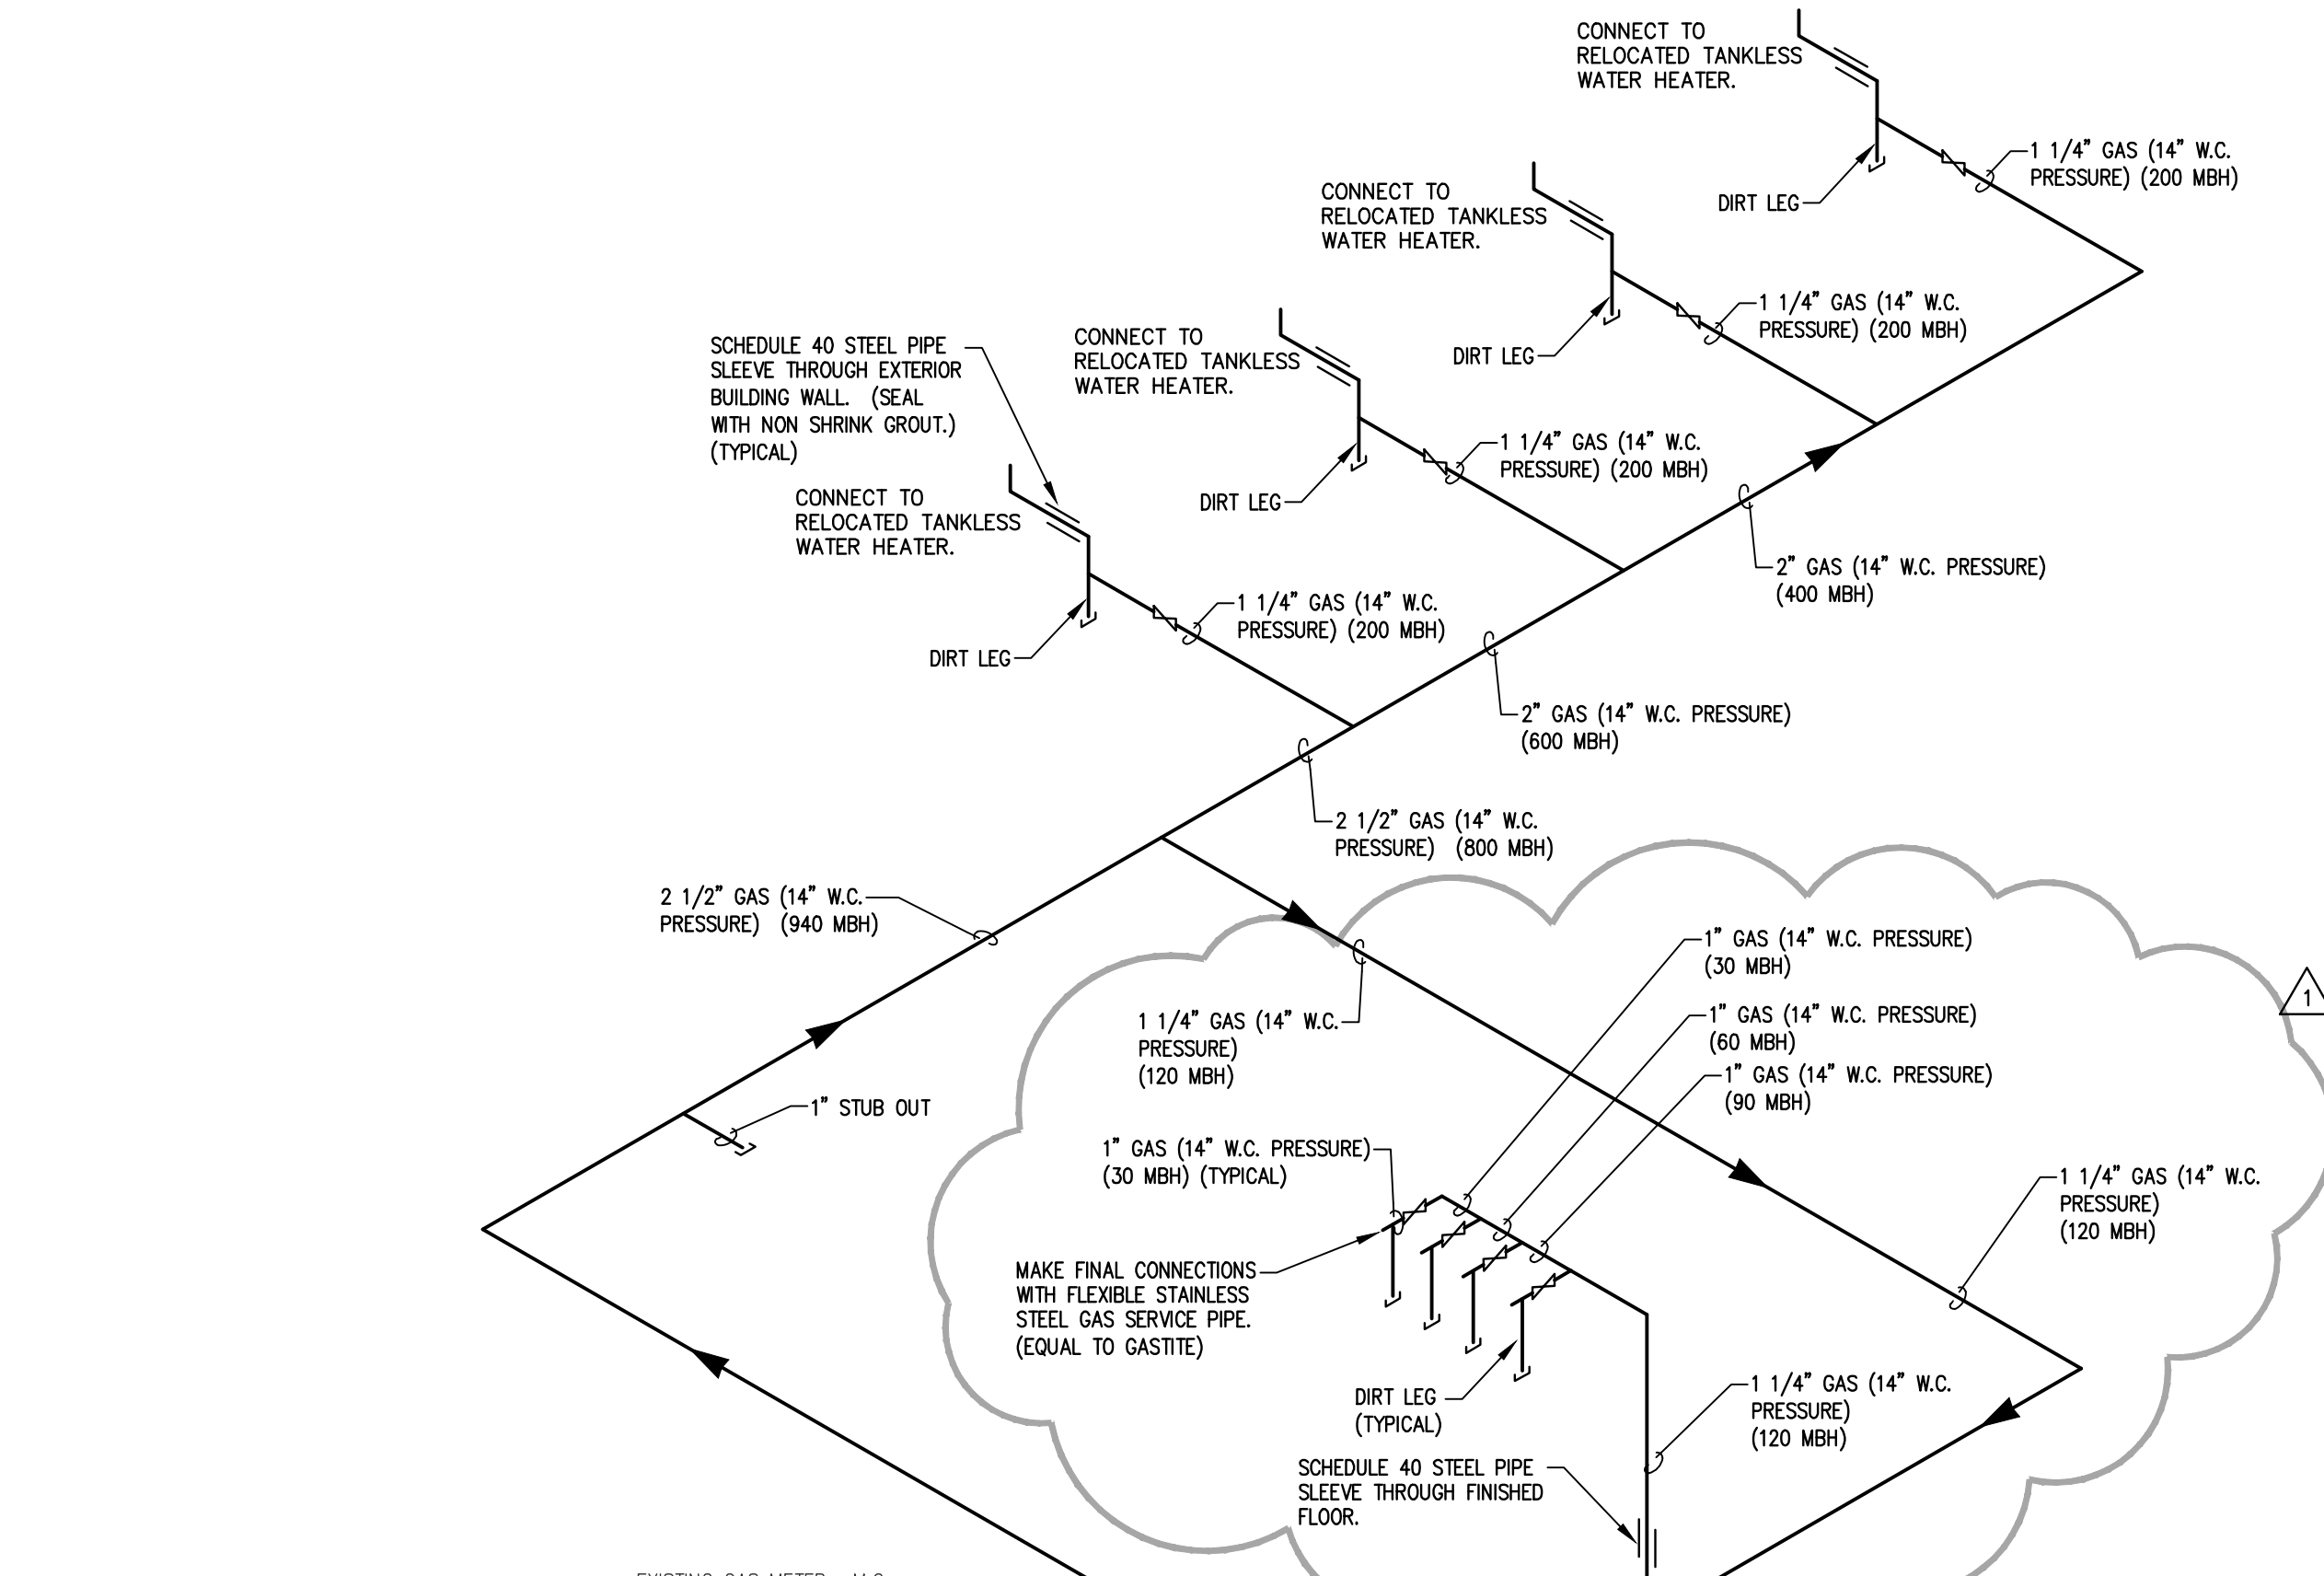 CONNECT TO
RELOCATED TANKLESS
WATER HEATER.
1 1/4" GAS (14" W.C.
PRESSURE) (200 MBH)
DIRT LEG
CONNECT TO
RELOCATED TANKLESS
WATER HEATER.
1 1/4" GAS (14" W.C.
PRESSURE) (200 MBH)
DIRT LEG
CONNECT TO
RELOCATED TANKLESS
WATER HEATER.
1 1/4" GAS (14" W.C.
PRESSURE) (200 MBH)
DIRT LEG
SCHEDULE 40 STEEL PIPE
SLEEVE THROUGH EXTERIOR
BUILDING WALL. (SEAL
WITH NON SHRINK GROUT.)
(TYPICAL)
CONNECT TO
RELOCATED TANKLESS
WATER HEATER.
1 1/4" GAS (14" W.C.
PRESSURE) (200 MBH)
DIRT LEG
2" GAS (14" W.C. PRESSURE)
(400 MBH)
2" GAS (14" W.C. PRESSURE)
(600 MBH)
2 1/2" GAS (14" W.C.
PRESSURE) (800 MBH)
2 1/2" GAS (14" W.C.
PRESSURE) (940 MBH)
1" STUB OUT
1" GAS (14" W.C. PRESSURE)
(30 MBH)
1
1 1/4" GAS (14" W.C.
PRESSURE)
(120 MBH)
1" GAS (14" W.C. PRESSURE)
(60 MBH)
1" GAS (14" W.C. PRESSURE)
(90 MBH)
1" GAS (14" W.C. PRESSURE)
(30 MBH) (TYPICAL)
1 1/4" GAS (14" W.C.
PRESSURE)
(120 MBH)
MAKE FINAL CONNECTIONS
WITH FLEXIBLE STAINLESS
STEEL GAS SERVICE PIPE.
(EQUAL TO GASTITE)
DIRT LEG
(TYPICAL)
1 1/4" GAS (14" W.C.
PRESSURE)
(120 MBH)
SCHEDULE 40 STEEL PIPE
SLEEVE THROUGH FINISHED
FLOOR.
EXISTING GAS METER